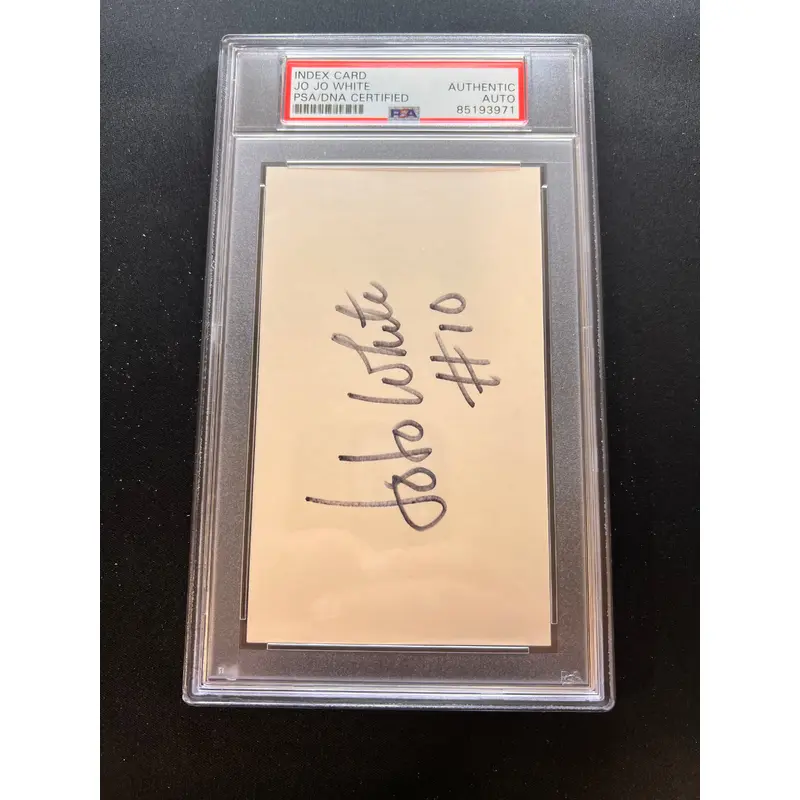 INDEX CARD
JO JO WHITE
PSA/DNA CERTIFIED
PSA
AUTHENTIC
AUTO
85193971
JoJo White
#10